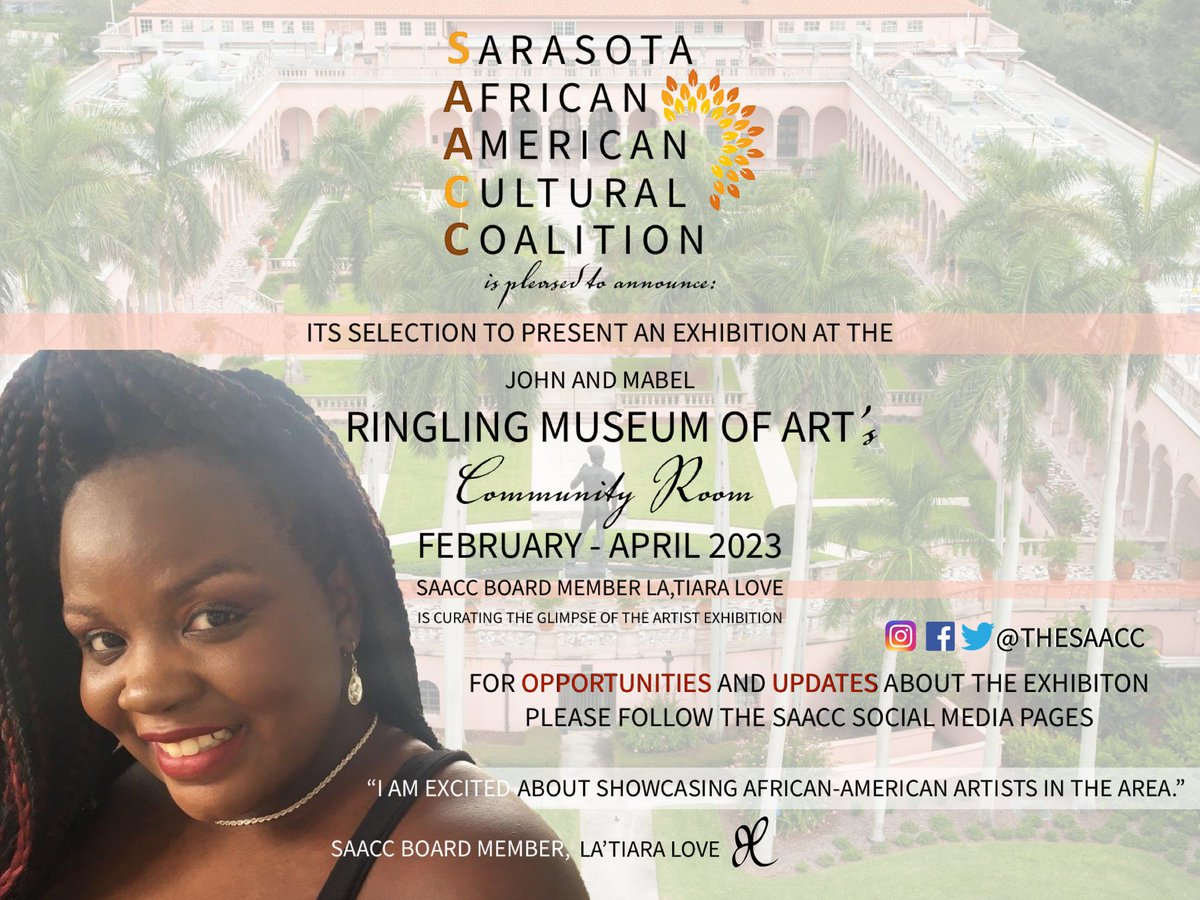 SARASOTA
AFRICAN
AMERICAN
CULTURAL
COALITION
is pleased to announce:
ITS SELECTION TO PRESENT AN EXHIBITION AT THE
JOHN AND MABEL
RINGLING MUSEUM OF ART's
Community Room
FEBRUARY - APRIL 2023
SAACC BOARD MEMBER LA,TIARA LOVE
IS CURATING THE GLIMPSE OF THE ARTIST EXHIBITION
@THESAACC
FOR OPPORTUNITIES AND UPDATES ABOUT THE EXHIBITON
PLEASE FOLLOW THE SAACC SOCIAL MEDIA PAGES
“I AM EXCITED ABOUT SHOWCASING AFRICAN-AMERICAN ARTISTS IN THE AREA.”
SAACC BOARD MEMBER, LA’TIARA LOVE